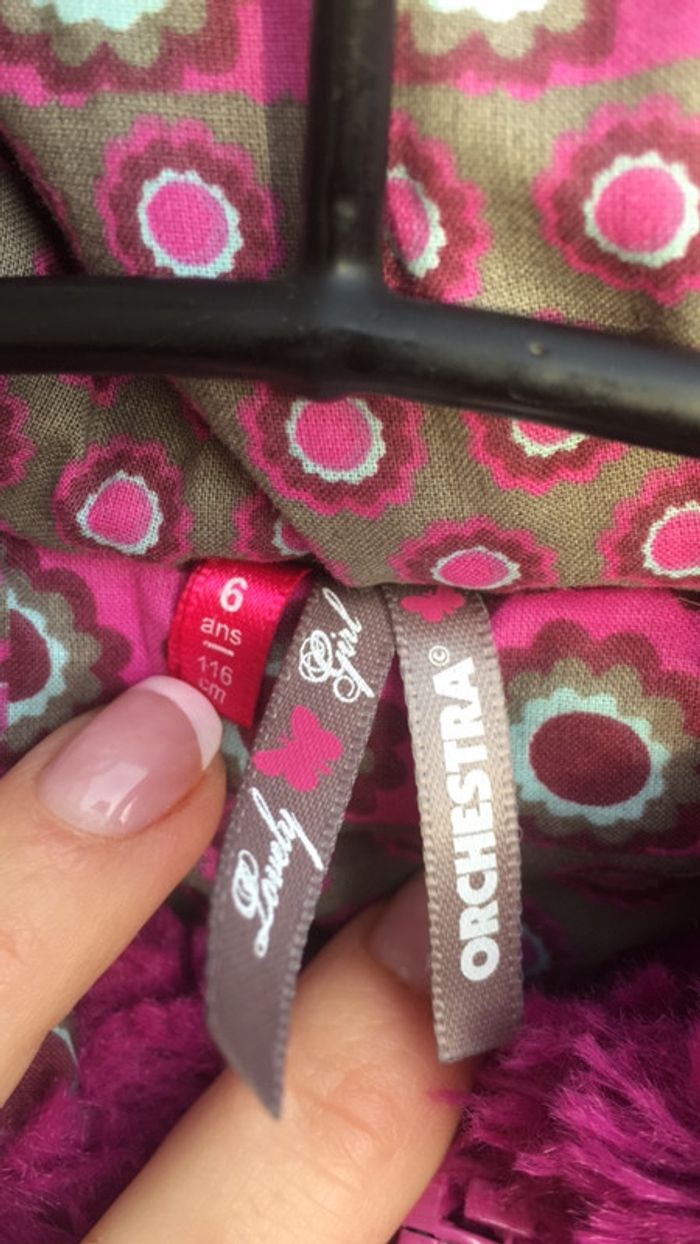 6
ans
116
cm
Lovely Girl
ORCHESTRA©